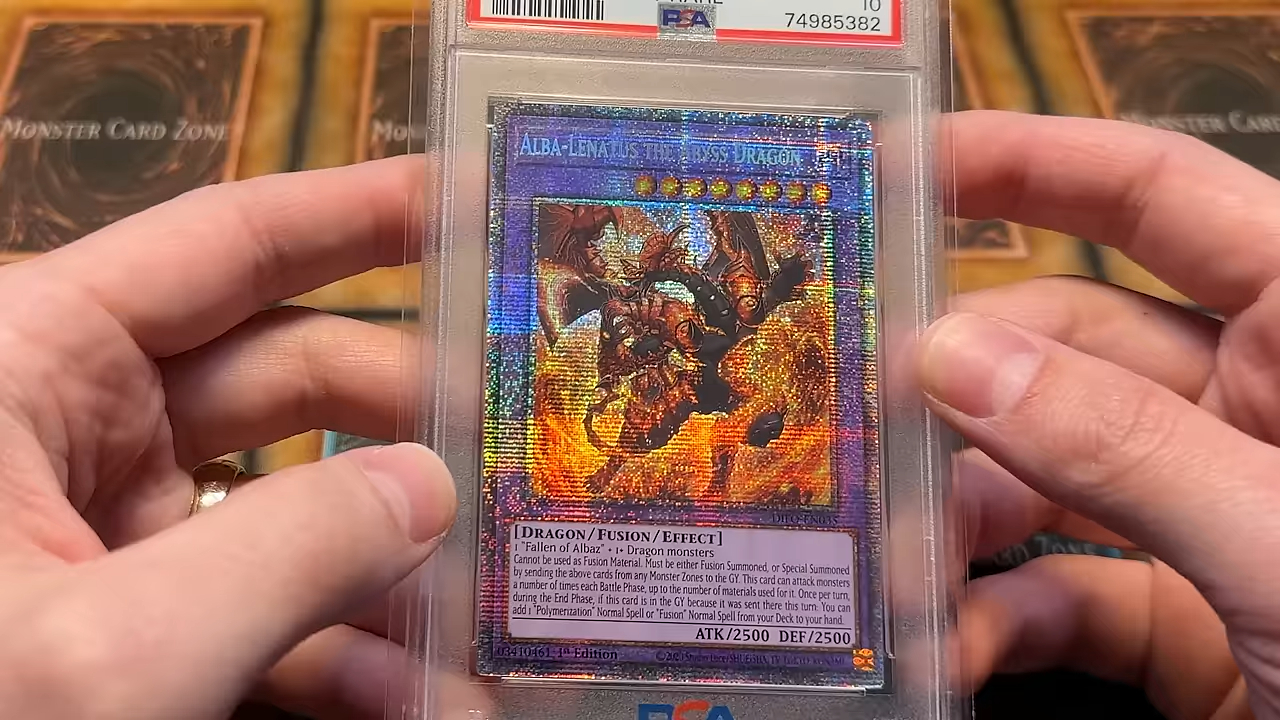 10
PSA
74985382
MONSTER CARD ZONE
MONSTER CARD ZONE
ALBA-LENATUS THE ABYSS DRAGON
DIFO-EN035
[DRAGON/FUSION/EFFECT]
1 "Fallen of Albaz" + 1+ Dragon monsters
Cannot be used as Fusion Material. Must be either Fusion Summoned, or Special Summoned
by sending the above cards from any Monster Zones to the GY. This card can attack monsters
a number of times each Battle Phase, up to the number of materials used for it. Once per turn,
during the End Phase, if this card is in the GY because it was sent there this turn: You can
add 1 "Polymerization" Normal Spell or "Fusion" Normal Spell from your Deck to your hand.
ATK/2500 DEF/2500
03410461 1st Edition
PSA